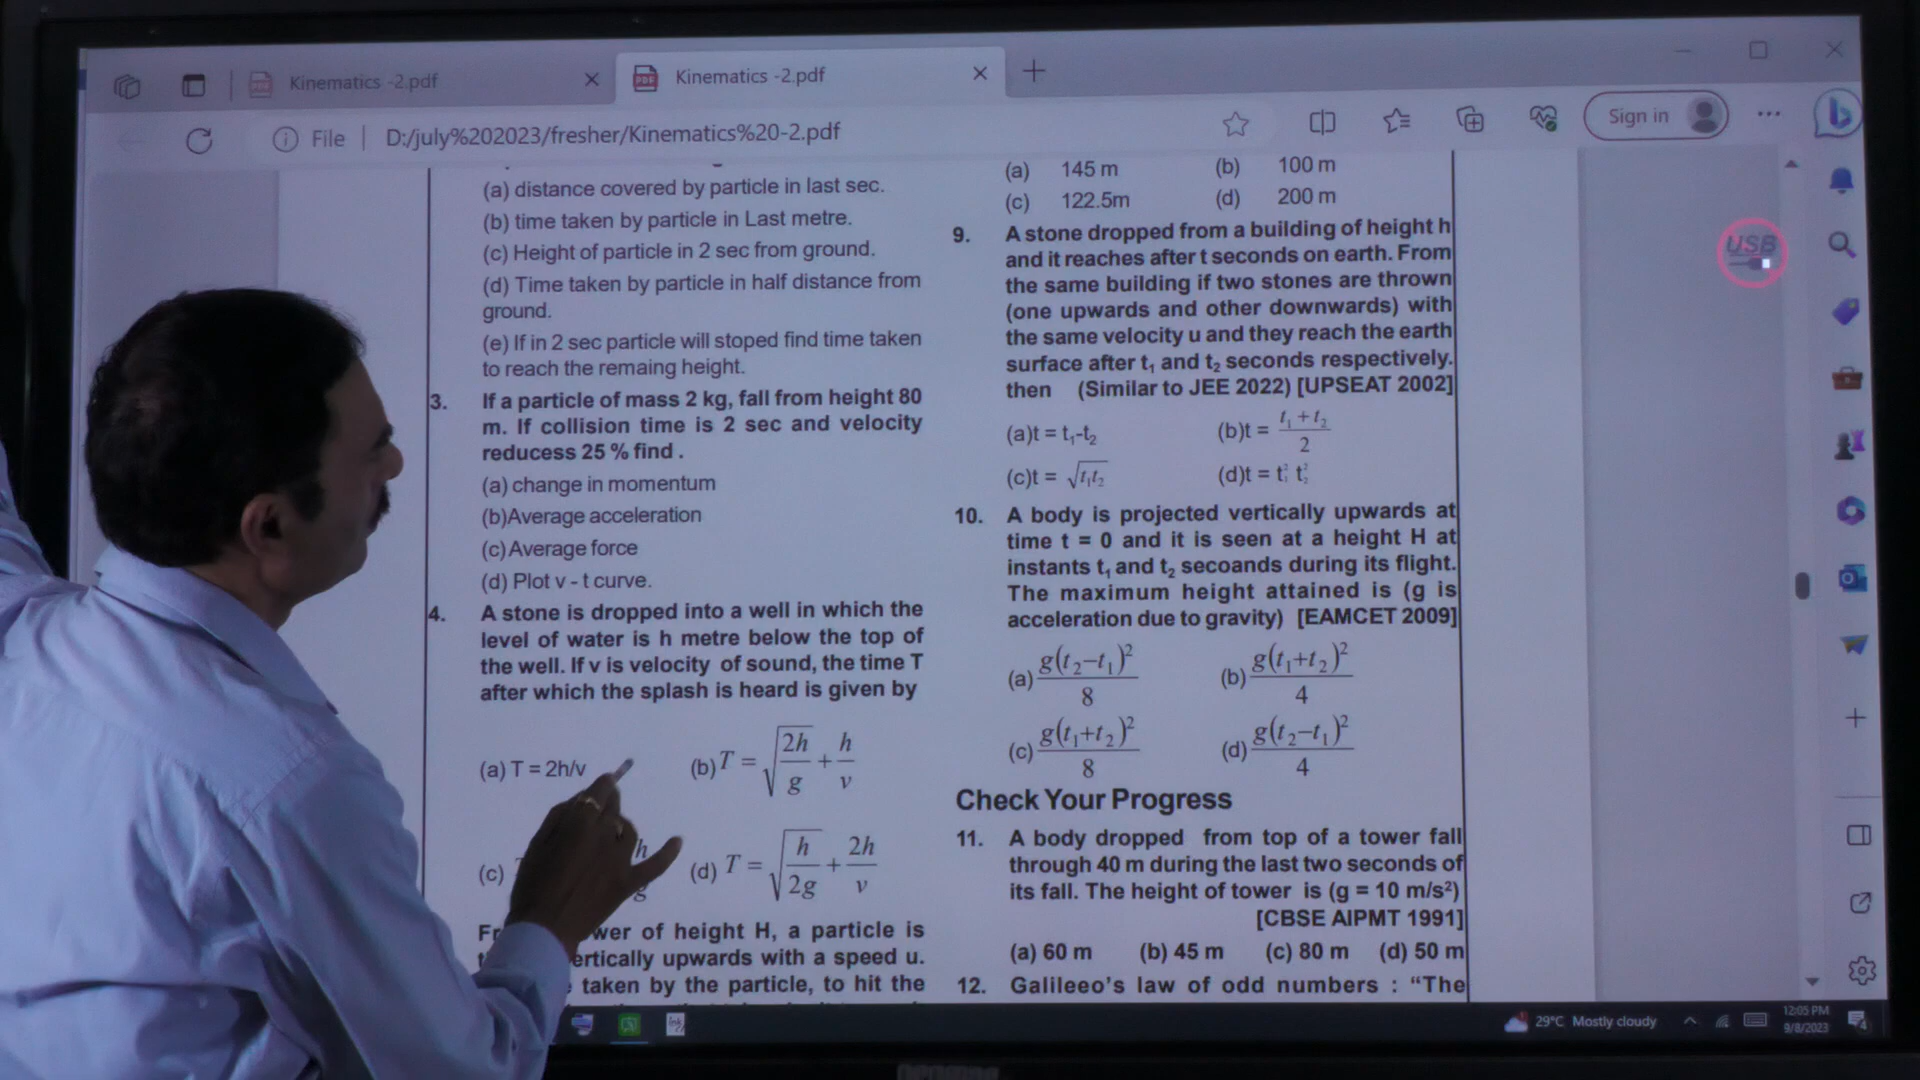 Kinematics -2.pdf
Kinematics -2.pdf
File
D:/july%202023/fresher/Kinematics%20-2.pdf
Sign in
(a) distance covered by particle in last sec.
(b) time taken by particle in Last metre.
(c) Height of particle in 2 sec from ground.
(d) Time taken by particle in half distance from
ground.
(e) If in 2 sec particle will stoped find time taken
to reach the remaing height.
3. If a particle of mass 2 kg, fall from height 80
m. If collision time is 2 sec and velocity
reducess 25 % find .
(a) change in momentum
(b)Average acceleration
(c) Average force
(d) Plot v - t curve.
4. A stone is dropped into a well in which the
level of water is h metre below the top of
the well. If v is velocity of sound, the time T
after which the splash is heard is given by
(a) T = 2h/v (b) T = √(2h/g) + h/v
(c) h g (d) T = √(h/2g) + 2h/v
wer of height H, a particle is
ertically upwards with a speed u.
taken by the particle, to hit the
(a) 145 m (b) 100 m
(c) 122.5m (d) 200 m
9. A stone dropped from a building of height h
and it reaches after t seconds on earth. From
the same building if two stones are thrown
(one upwards and other downwards) with
the same velocity u and they reach the earth
surface after t₁ and t₂ seconds respectively.
then (Similar to JEE 2022) [UPSEAT 2002]
(a)t = t₁-t₂ (b)t = (t₁+t₂)/2
(c)t = √t₁t₂ (d)t = t₁² t₂²
10. A body is projected vertically upwards at
time t = 0 and it is seen at a height H at
instants t₁ and t₂ secoands during its flight.
The maximum height attained is (g is
acceleration due to gravity) [EAMCET 2009]
(a) g(t₂–t₁)²/8 (b) g(t₁+t₂)²/4
(c) g(t₁+t₂)²/8 (d) g(t₂–t₁)²/4
Check Your Progress
11. A body dropped from top of a tower fall
through 40 m during the last two seconds of
its fall. The height of tower is (g = 10 m/s²)
[CBSE AIPMT 1991]
(a) 60 m (b) 45 m (c) 80 m (d) 50 m
12. Galileeo's law of odd numbers : "The
USB
29°C Mostly cloudy
12:05 PM
9/8/2023